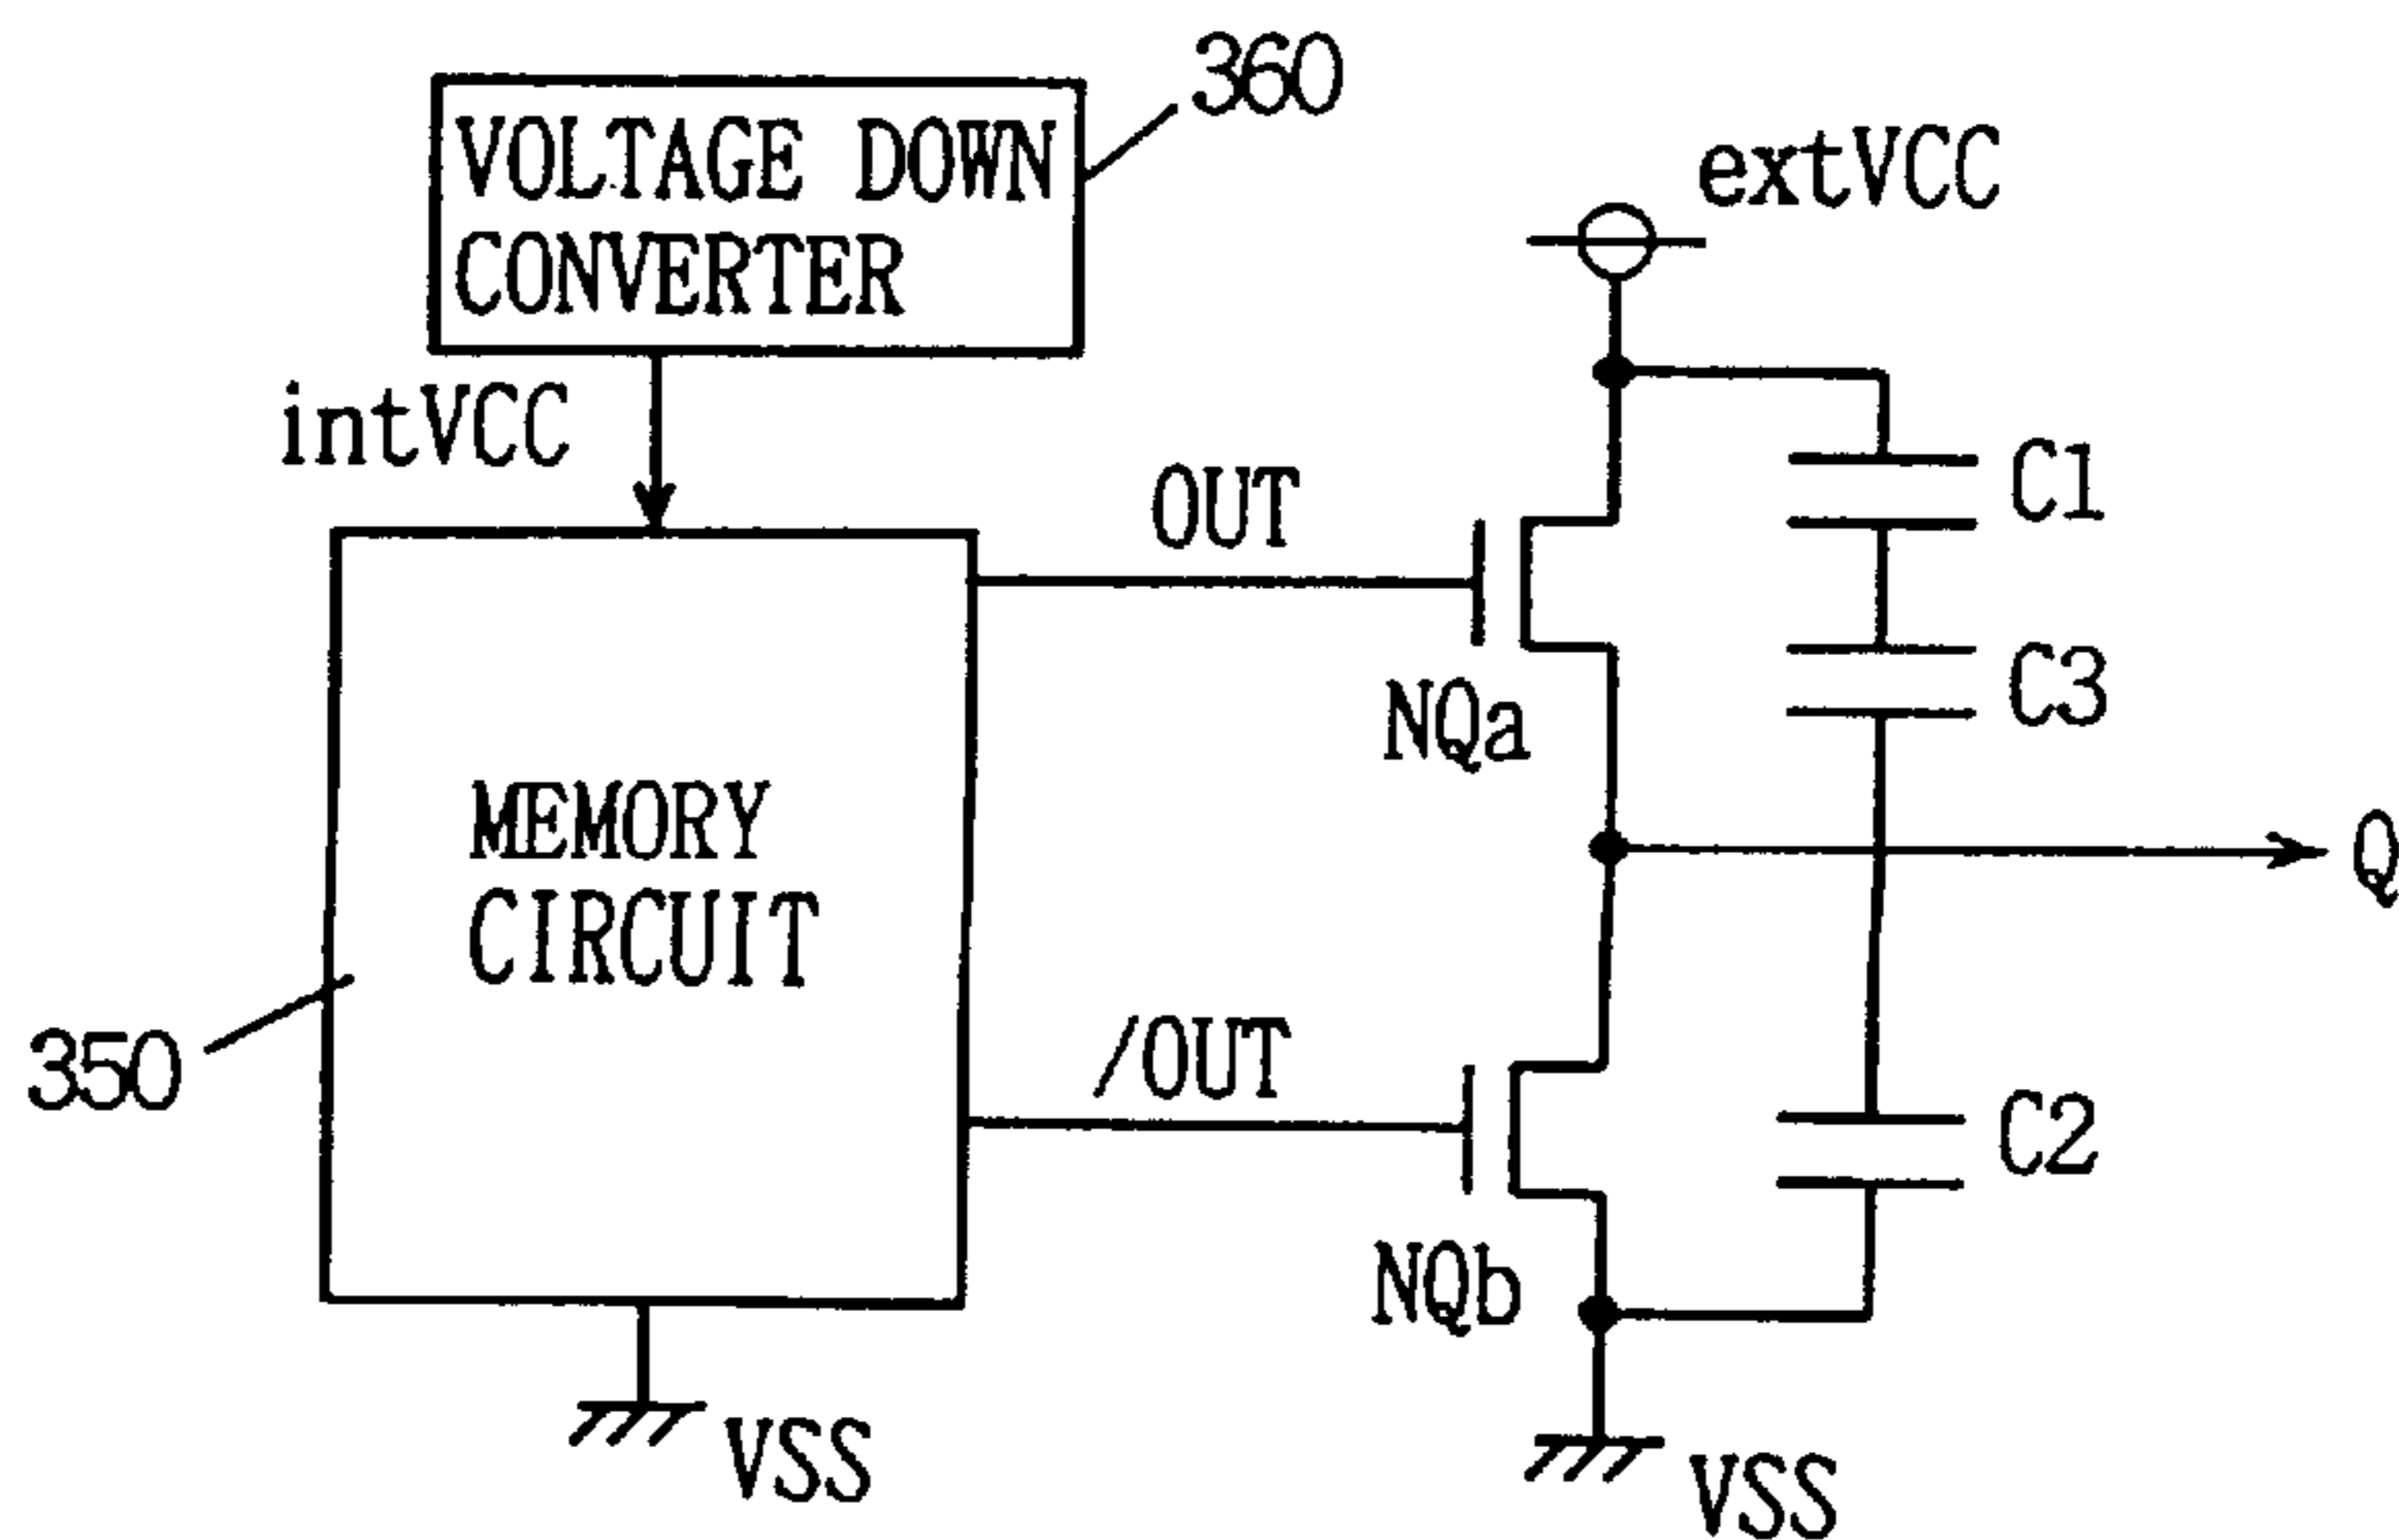 360
VOLTAGE DOWN
CONVERTER
extVCC
intVCC
C1
OUT
C3
NQa
MEMORY
CIRCUIT
Q
350
/OUT
C2
NQb
VSS
VSS